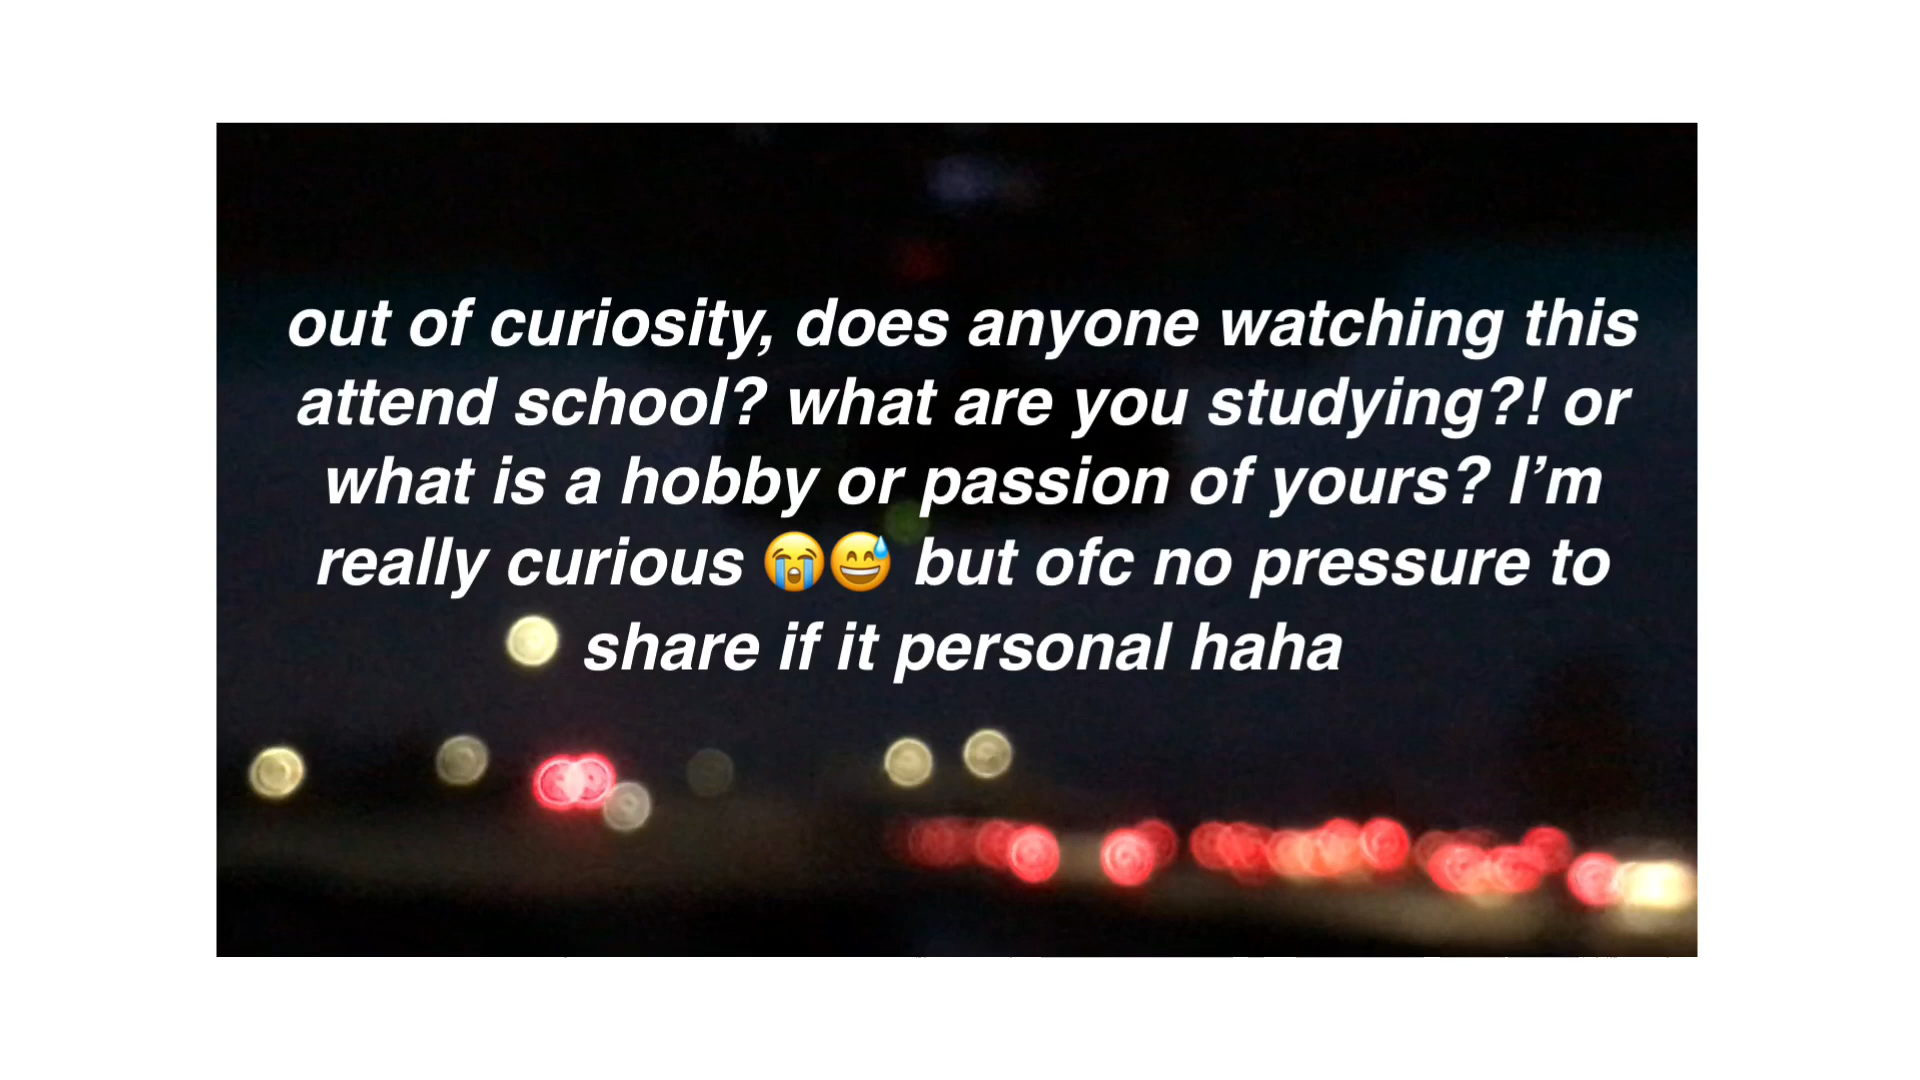 out of curiosity, does anyone watching this
attend school? what are you studying?! or
what is a hobby or passion of yours? I’m
really curious 😭😅 but ofc no pressure to
share if it personal haha